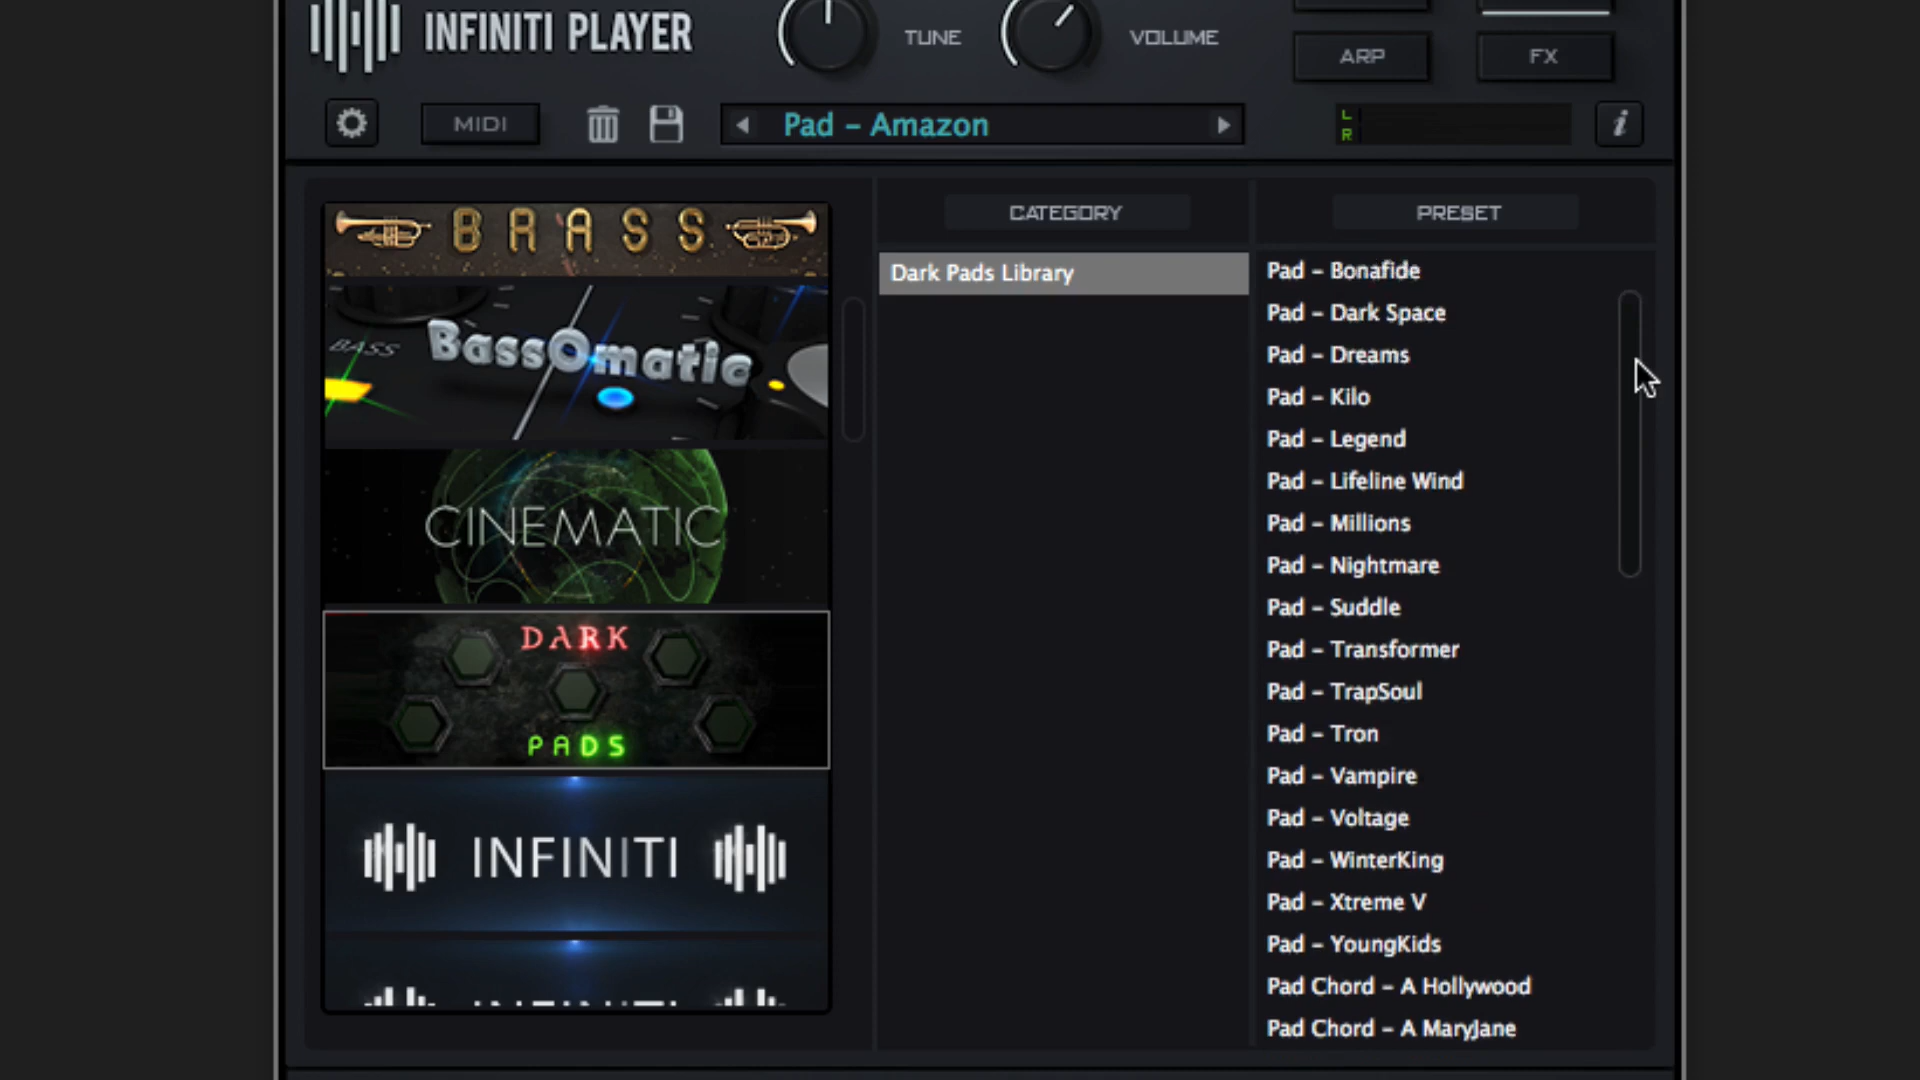 INFINITI PLAYER
TUNE
VOLUME
ARP
FX
MIDI
Pad – Amazon
L
R
i
CATEGORY
PRESET
BRASS
BASS
BassOmatic
CINEMATIC
DARK
PADS
INFINITI
Dark Pads Library
Pad – Bonafide
Pad – Dark Space
Pad – Dreams
Pad – Kilo
Pad – Legend
Pad – Lifeline Wind
Pad – Millions
Pad – Nightmare
Pad – Suddle
Pad – Transformer
Pad – TrapSoul
Pad – Tron
Pad – Vampire
Pad – Voltage
Pad – WinterKing
Pad – Xtreme V
Pad – YoungKids
Pad Chord – A Hollywood
Pad Chord – A MaryJane